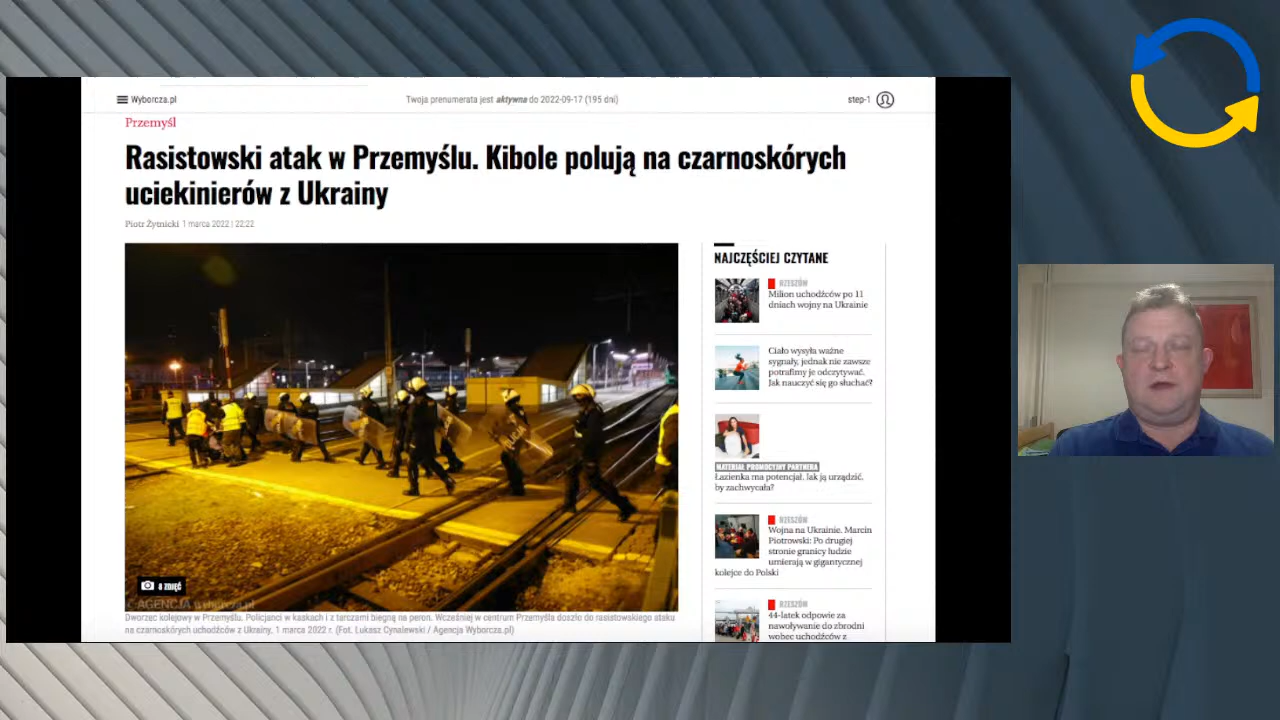 Wyborcza.pl
Twoja prenumerata jest aktywna do 2022-09-17 (195 dni)
step-1
Przemyśl
Rasistowski atak w Przemyślu. Kibole polują na czarnoskórych
uciekinierów z Ukrainy
Piotr Żytnicki 1 marca 2022 | 22:22
POLICJA
8 ZDJĘĆ
AGENCJA
Dworzec kolejowy w Przemyślu. Policjanci w kaskach i z tarczami biegną na peron. Wcześniej w centrum Przemyśla doszło do rasistowskiego ataku
na czarnoskórych uchodźców z Ukrainy, 1 marca 2022 r. (Fot. Łukasz Cynalewski / Agencja Wyborcza.pl)
NAJCZĘŚCIEJ CZYTANE
RZESZÓW
Milion uchodźców po 11
dniach wojny na Ukrainie
Ciało wysyła ważne
sygnały, jednak nie zawsze
potrafimy je odczytywać.
Jak nauczyć się go słuchać?
MATERIAŁ PROMOCYJNY PARTNERA
Łazienka ma potencjał. Jak ją urządzić,
by zachwycała?
RZESZÓW
Wojna na Ukrainie. Marcin
Piotrowski: Po drugiej
stronie granicy ludzie
umierają w gigantycznej
kolejce do Polski
RZESZÓW
44-latek odpowie za
nawoływanie do zbrodni
wobec uchodźców z